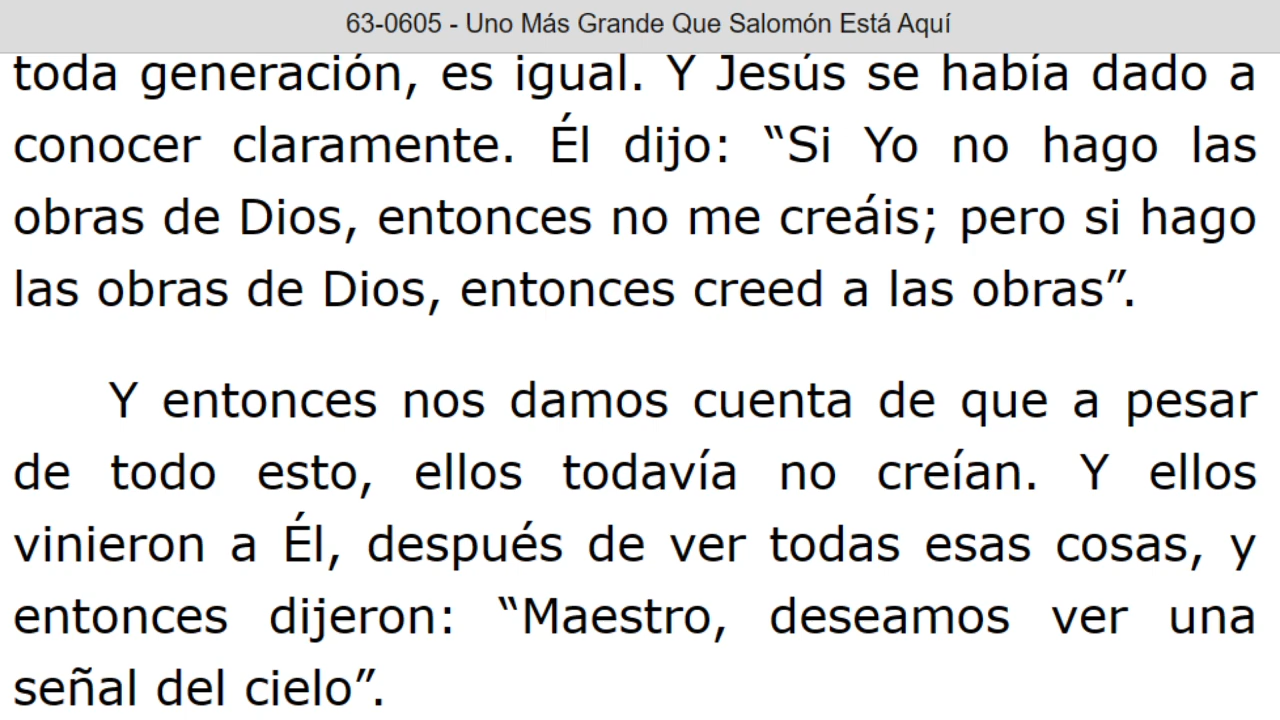 63-0605 - Uno Más Grande Que Salomón Está Aquí
toda generación, es igual. Y Jesús se había dado a
conocer claramente. Él dijo: “Si Yo no hago las
obras de Dios, entonces no me creáis; pero si hago
las obras de Dios, entonces creed a las obras”.
Y entonces nos damos cuenta de que a pesar
de todo esto, ellos todavía no creían. Y ellos
vinieron a Él, después de ver todas esas cosas, y
entonces dijeron: “Maestro, deseamos ver una
señal del cielo”.